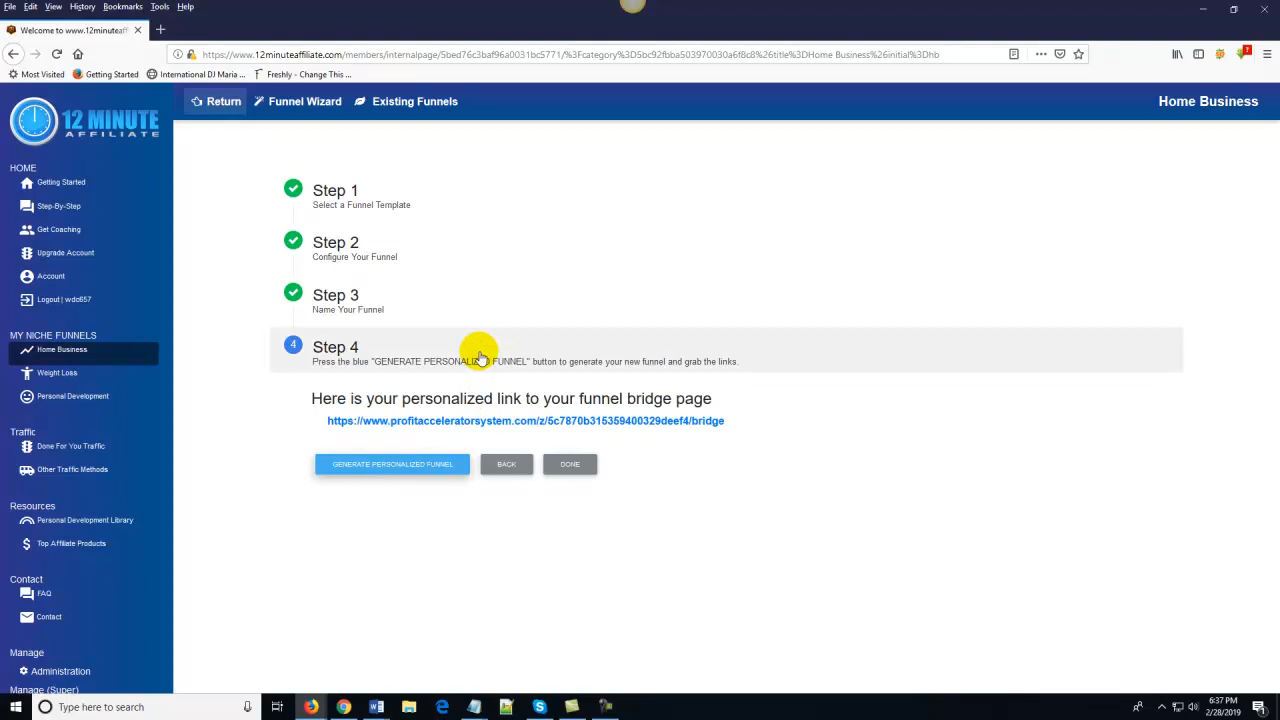 File Edit View History Bookmarks Tools Help
Welcome to www.12minuteaff
https://www.12minuteaffiliate.com/members/internalpage/5bed76c3baf96a0031bc5771/%3Fcategory%3D5bc92fbba503970030a6f8c8%26title%3DHome Business%26initial%3Dhb
7
Most Visited Getting Started International DJ Maria ... Freshly - Change This ...
12 MINUTE
AFFILIATE
Return Funnel Wizard Existing Funnels Home Business
HOME
Getting Started
Step-By-Step
Get Coaching
Upgrade Account
Account
Logout | wdc657
MY NICHE FUNNELS
Home Business
Weight Loss
Personal Development
Traffic
Done For You Traffic
Other Traffic Methods
Resources
Personal Development Library
Top Affiliate Products
Contact
FAQ
Contact
Manage
Administration
Manage (Super)
Step 1
Select a Funnel Template
Step 2
Configure Your Funnel
Step 3
Name Your Funnel
4
Step 4
Press the blue "GENERATE PERSONALIZED FUNNEL" button to generate your new funnel and grab the links.
Here is your personalized link to your funnel bridge page
https://www.profitacceleratorsystem.com/z/5c7870b315359400329deef4/bridge
GENERATE PERSONALIZED FUNNEL BACK DONE
Type here to search
6:37 PM
2/28/2019
1